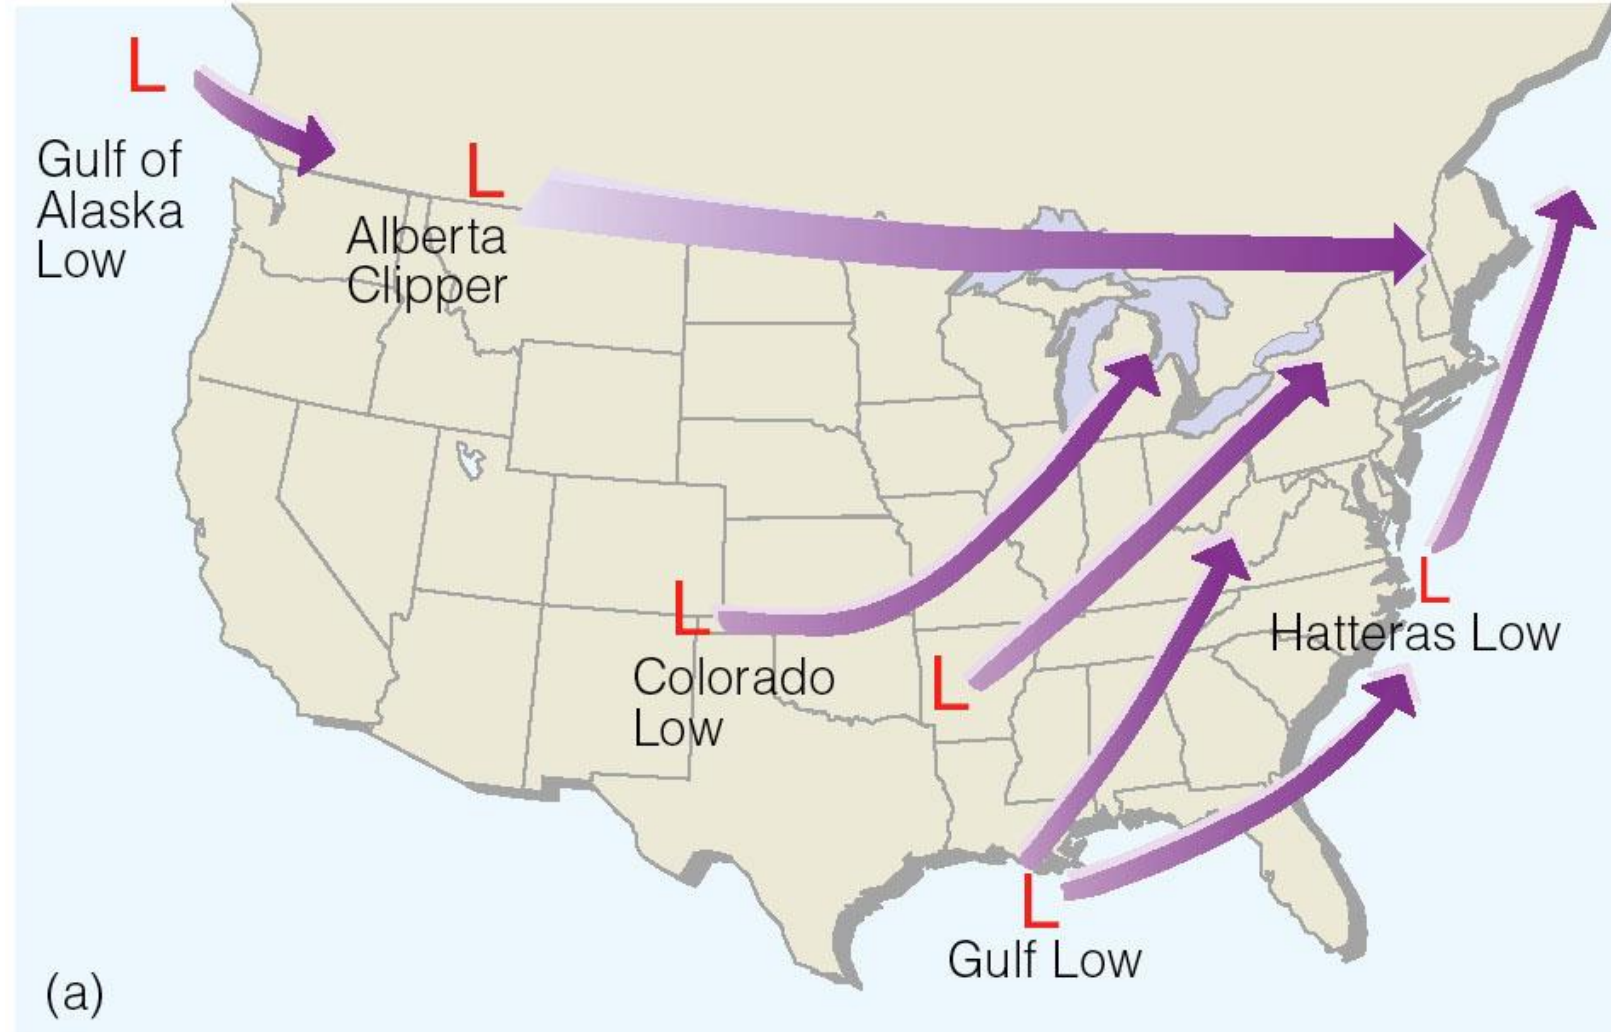 L
Gulf of
Alaska
Low
L
Alberta
Clipper
L
Colorado
Low
L
L
Hatteras Low
L
Gulf Low
(a)